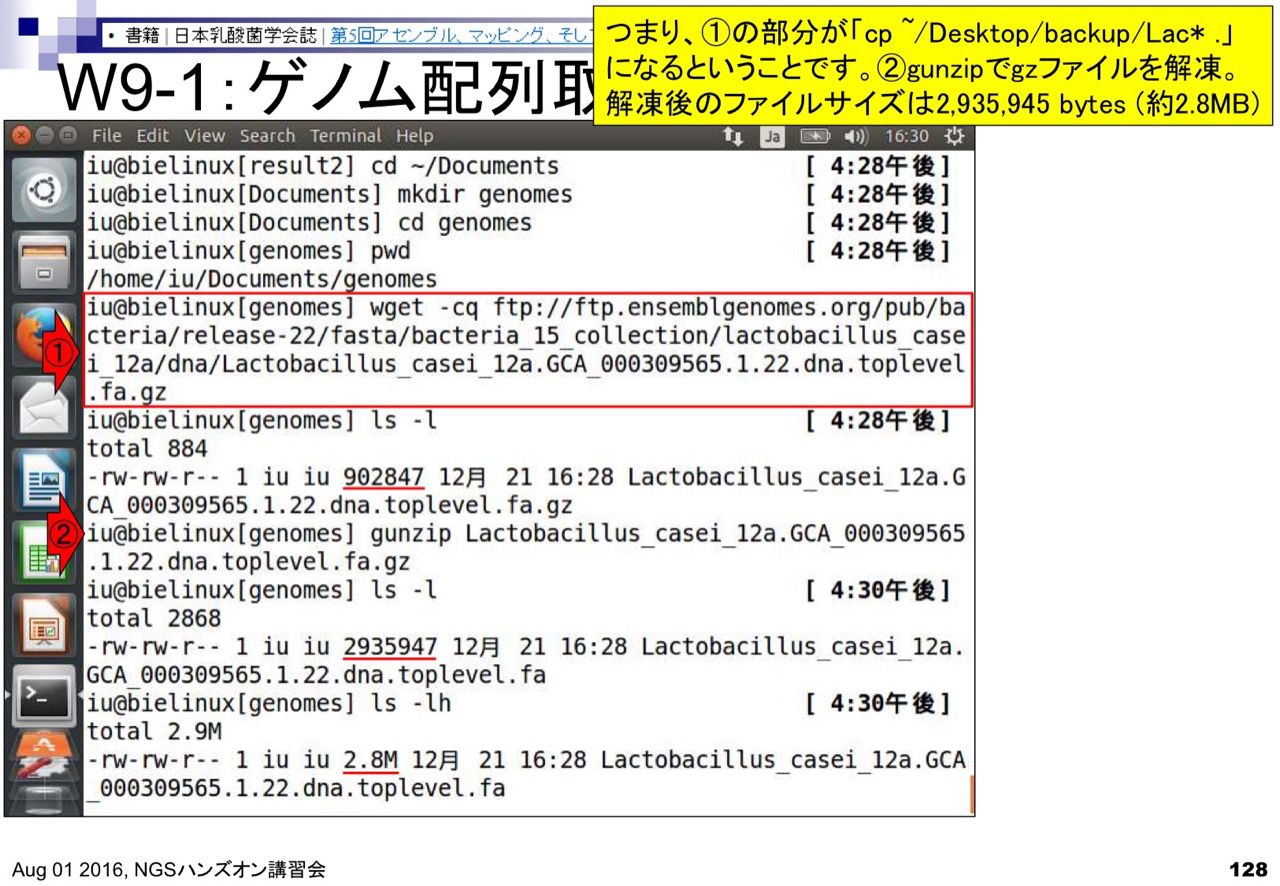 • 書籍 | 日本乳酸菌学会誌 | 第5回アセンブル、マッピング、そし
W9-1：ゲノム配列取
つまり、①の部分が「cp ~/Desktop/backup/Lac* .」
になるということです。②gunzipでgzファイルを解凍。
解凍後のファイルサイズは2,935,945 bytes (約2.8MB)
File Edit View Search Terminal Help Ja 16:30
iu@bielinux[result2] cd ~/Documents [ 4:28午後]
iu@bielinux[Documents] mkdir genomes [ 4:28午後]
iu@bielinux[Documents] cd genomes [ 4:28午後]
iu@bielinux[genomes] pwd [ 4:28午後]
/home/iu/Documents/genomes
iu@bielinux[genomes] wget -cq ftp://ftp.ensemblgenomes.org/pub/ba
cteria/release-22/fasta/bacteria_15_collection/lactobacillus_case
① i_12a/dna/Lactobacillus_casei_12a.GCA_000309565.1.22.dna.toplevel
.fa.gz
iu@bielinux[genomes] ls -l [ 4:28午後]
total 884
-rw-rw-r-- 1 iu iu 902847 12月 21 16:28 Lactobacillus_casei_12a.G
CA_000309565.1.22.dna.toplevel.fa.gz
② iu@bielinux[genomes] gunzip Lactobacillus_casei_12a.GCA_000309565
.1.22.dna.toplevel.fa.gz
iu@bielinux[genomes] ls -l [ 4:30午後]
total 2868
-rw-rw-r-- 1 iu iu 2935947 12月 21 16:28 Lactobacillus_casei_12a.
GCA_000309565.1.22.dna.toplevel.fa
iu@bielinux[genomes] ls -lh [ 4:30午後]
total 2.9M
-rw-rw-r-- 1 iu iu 2.8M 12月 21 16:28 Lactobacillus_casei_12a.GCA
_000309565.1.22.dna.toplevel.fa
Aug 01 2016, NGSハンズオン講習会
128